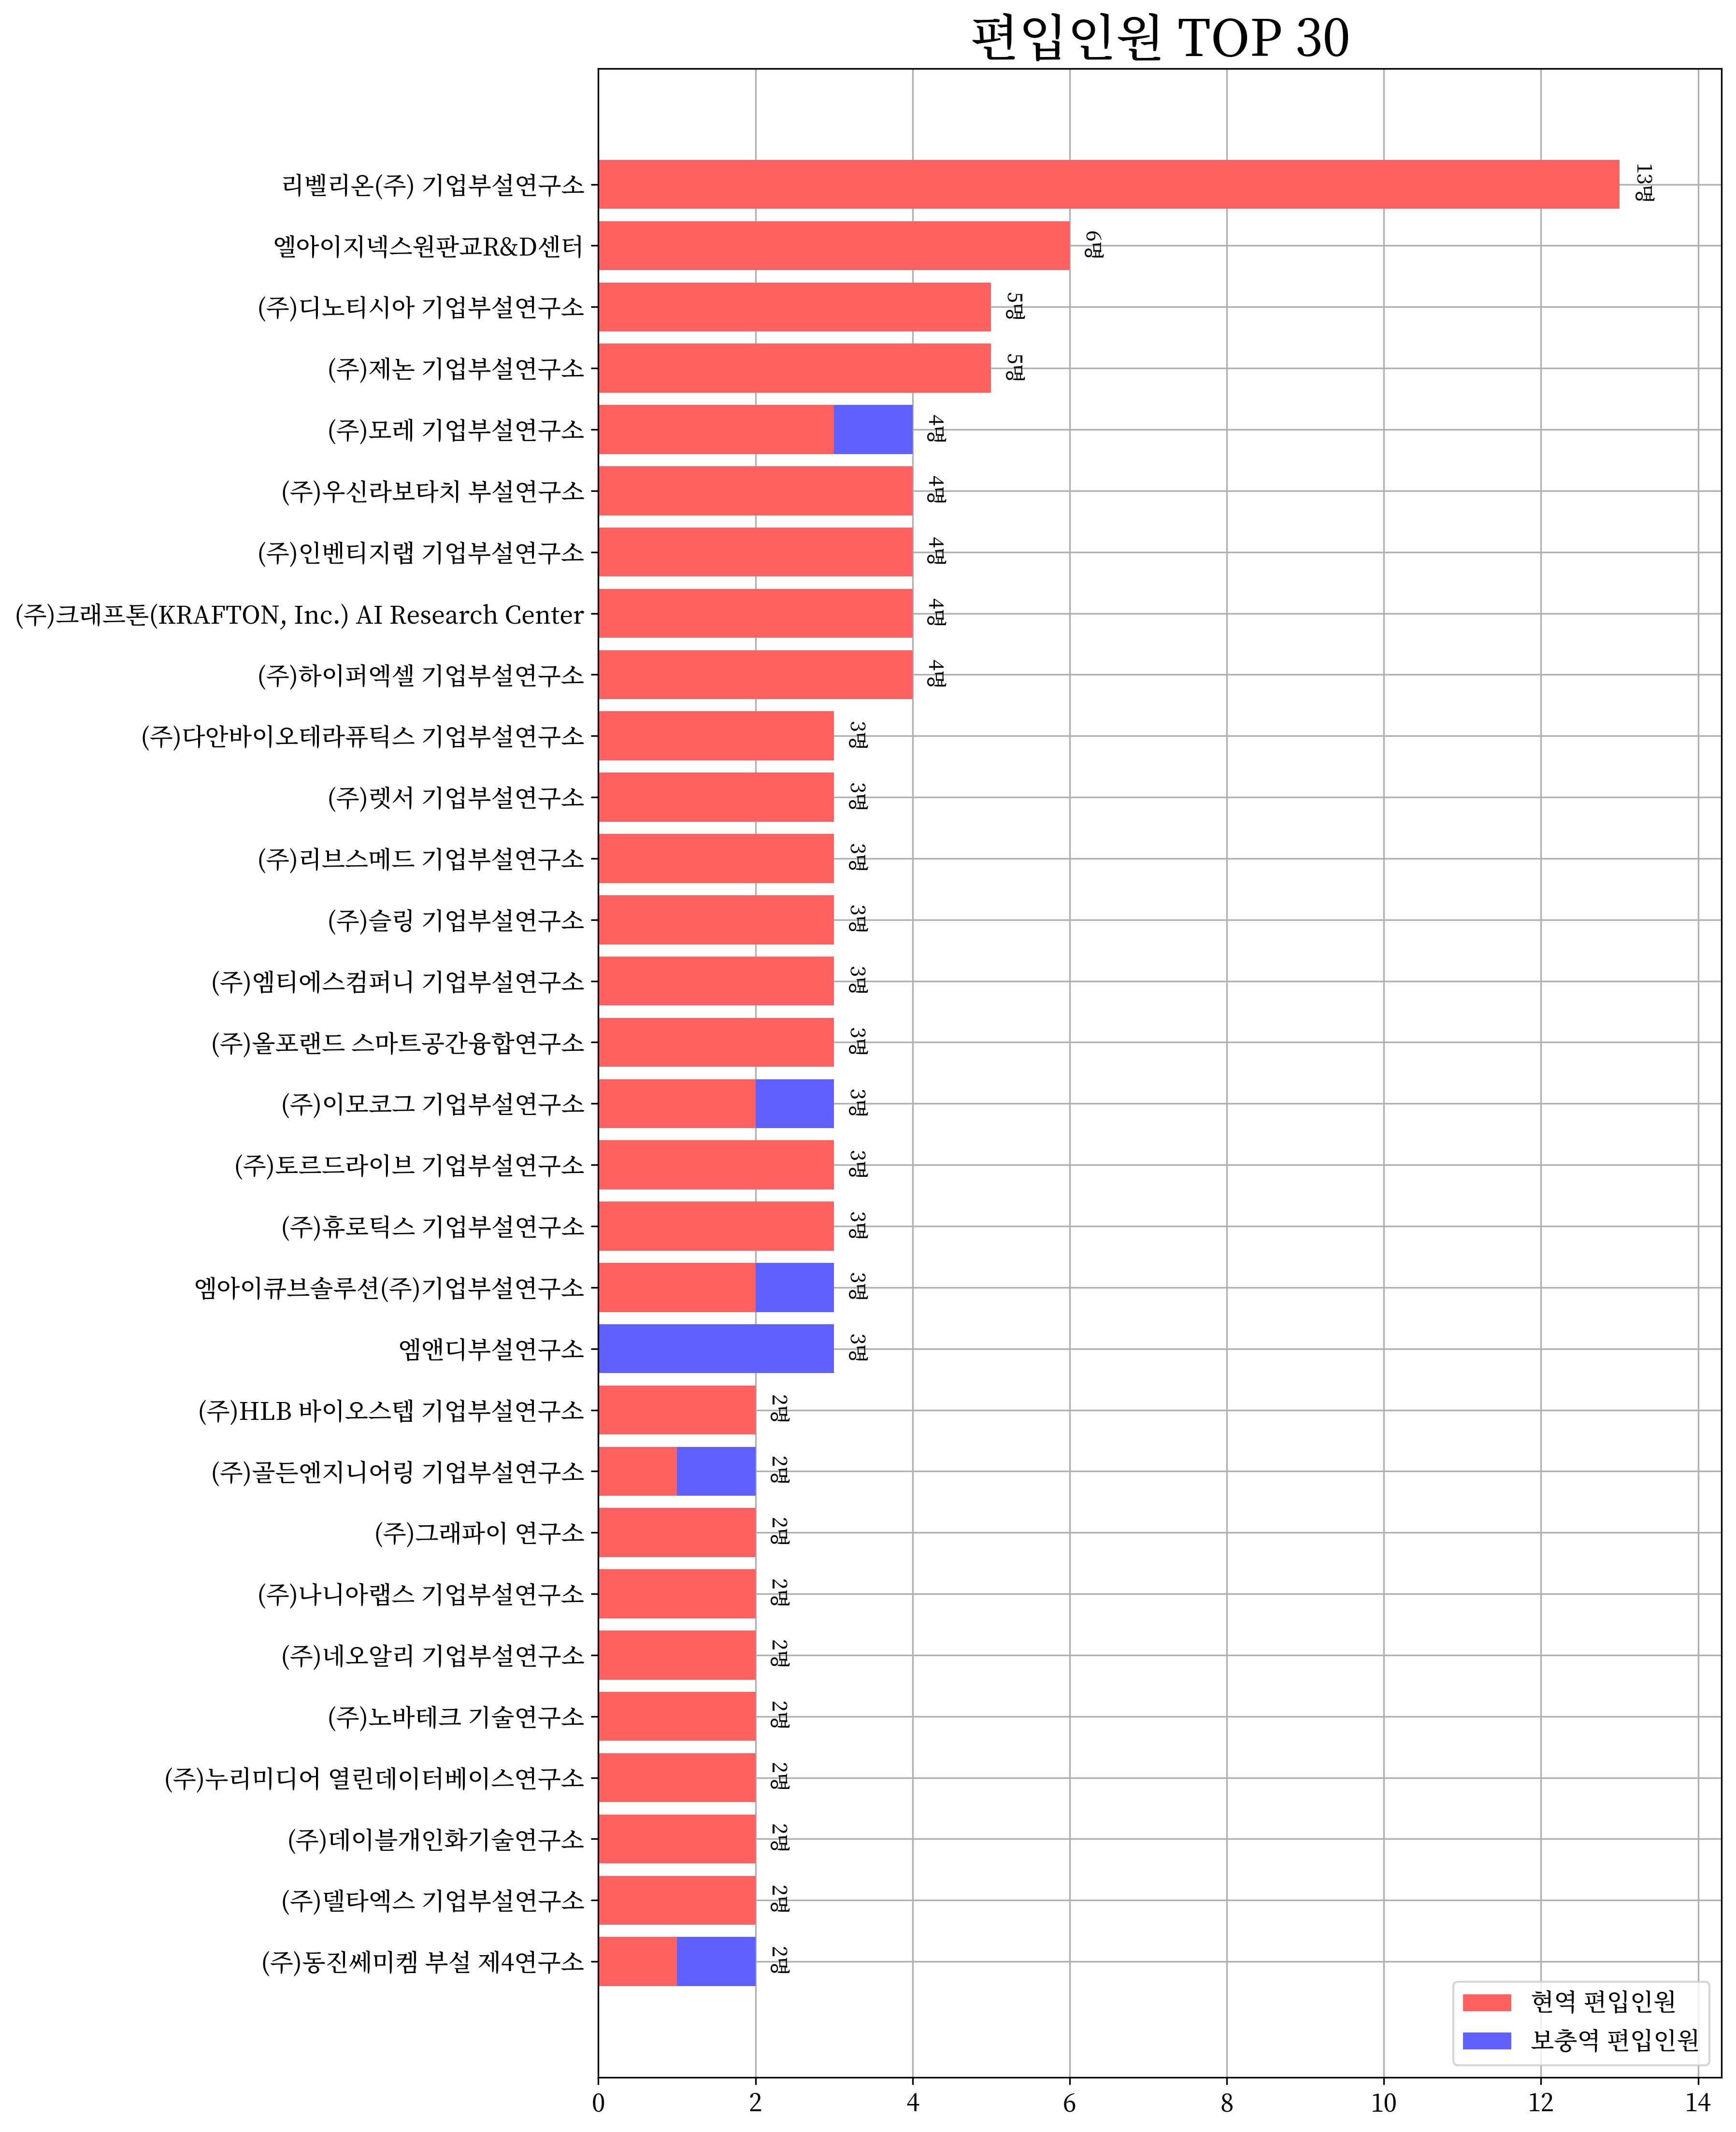 편입인원 TOP 30
리벨리온(주) 기업부설연구소 13명
엘아이지넥스원판교R&D센터 6명
(주)디노티시아 기업부설연구소 5명
(주)제논 기업부설연구소 5명
(주)모레 기업부설연구소 4명
(주)우신라보타치 부설연구소 4명
(주)인벤티지랩 기업부설연구소 4명
(주)크래프톤(KRAFTON, Inc.) AI Research Center 4명
(주)하이퍼엑셀 기업부설연구소 4명
(주)다안바이오테라퓨틱스 기업부설연구소 3명
(주)렛서 기업부설연구소 3명
(주)리브스메드 기업부설연구소 3명
(주)슬링 기업부설연구소 3명
(주)엠티에스컴퍼니 기업부설연구소 3명
(주)올포랜드 스마트공간융합연구소 3명
(주)이모코그 기업부설연구소 3명
(주)토르드라이브 기업부설연구소 3명
(주)휴로틱스 기업부설연구소 3명
엠아이큐브솔루션(주)기업부설연구소 3명
엠앤디부설연구소 3명
(주)HLB 바이오스텝 기업부설연구소 2명
(주)골든엔지니어링 기업부설연구소 2명
(주)그래파이 연구소 2명
(주)나니아랩스 기업부설연구소 2명
(주)네오알리 기업부설연구소 2명
(주)노바테크 기술연구소 2명
(주)누리미디어 열린데이터베이스연구소 2명
(주)데이블개인화기술연구소 2명
(주)델타엑스 기업부설연구소 2명
(주)동진쎄미켐 부설 제4연구소 2명
현역 편입인원
보충역 편입인원
0 2 4 6 8 10 12 14